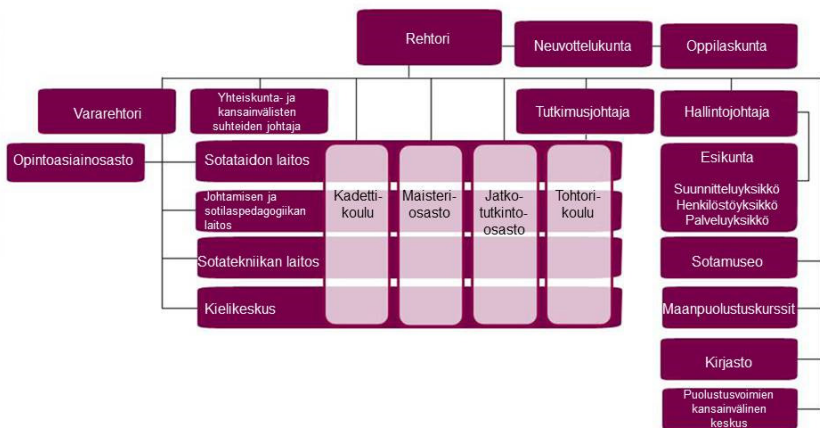 Rehtori
Neuvottelukunta
Oppilaskunta
Vararehtori
Yhteiskunta- ja
kansainvälisten
suhteiden johtaja
Tutkimusjohtaja
Hallintojohtaja
Opintoasiainosasto
Sotataidon laitos
Johtamisen ja
sotilaspedagogiikan
laitos
Sotatekniikan laitos
Kielikeskus
Kadetti-
koulu
Maisteri-
osasto
Jatko-
tutkinto-
osasto
Tohtori-
koulu
Esikunta
Suunnitteluyksikkö
Henkilöstöyksikkö
Palveluyksikkö
Sotamuseo
Maanpuolustuskurssit
Kirjasto
Puolustusvoimien
kansainvälinen
keskus